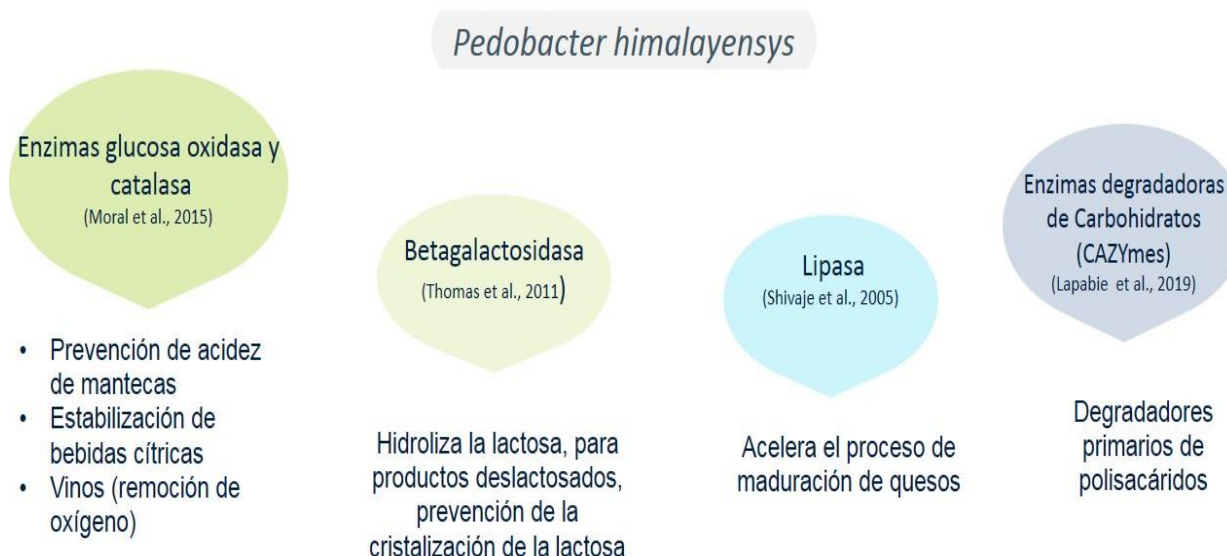 Pedobacter himalayensys
Enzimas glucosa oxidasa y
catalasa
(Moral et al., 2015)
• Prevención de acidez
de mantecas
• Estabilización de
bebidas cítricas
• Vinos (remoción de
oxígeno)
Betagalactosidasa
(Thomas et al., 2011)
Hidroliza la lactosa, para
productos deslactosados,
prevención de la
cristalización de la lactosa
Lipasa
(Shivaje et al., 2005)
Acelera el proceso de
maduración de quesos
Enzimas degradadoras
de Carbohidratos
(CAZYmes)
(Lapabie et al., 2019)
Degradadores
primarios de
polisacáridos